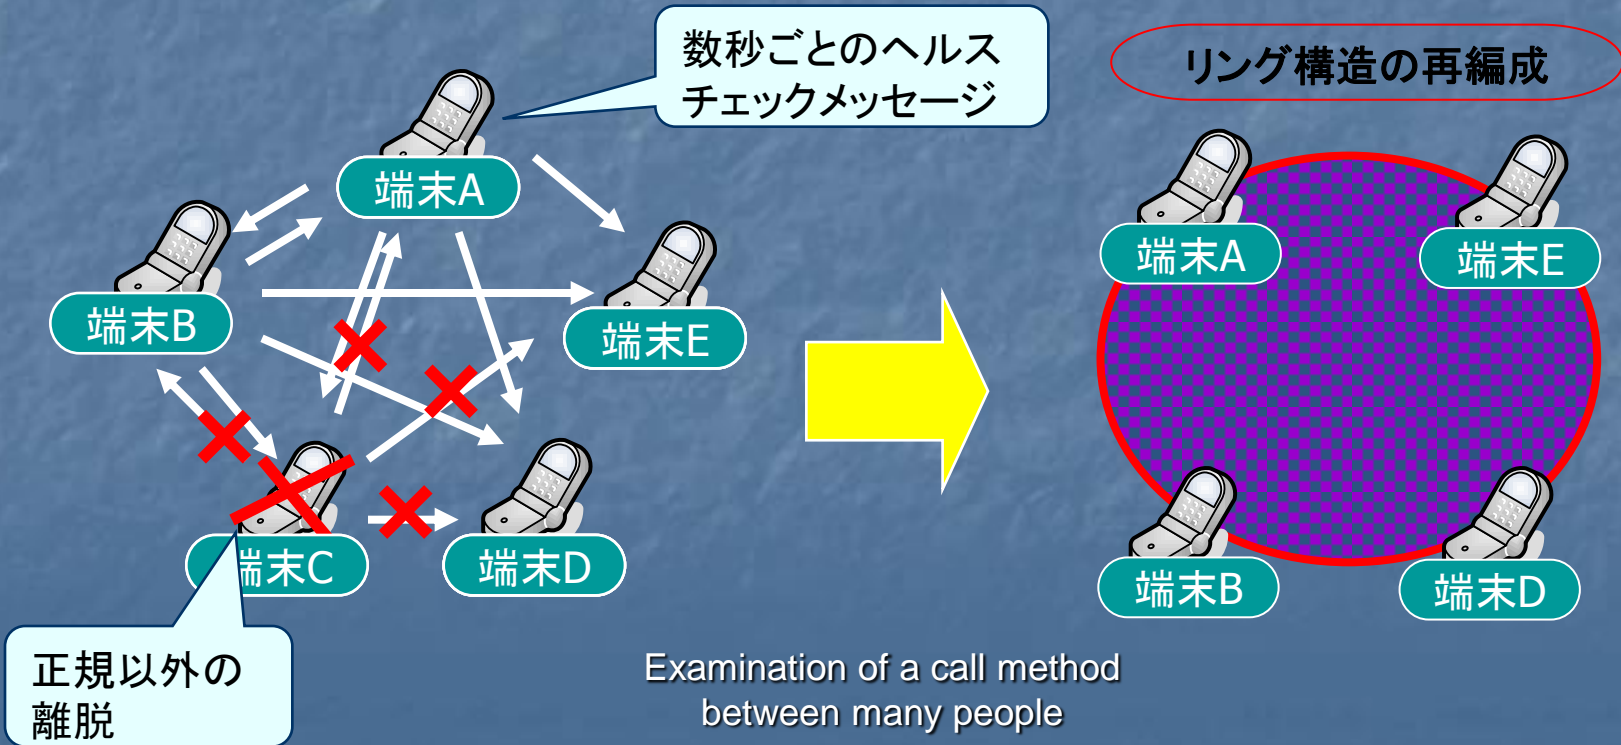 数秒ごとのヘルス
チェックメッセージ
リング構造の再編成
端末A
端末B
端末E
端末C
端末D
正規以外の
離脱
端末A
端末E
端末B
端末D
Examination of a call method
between many people